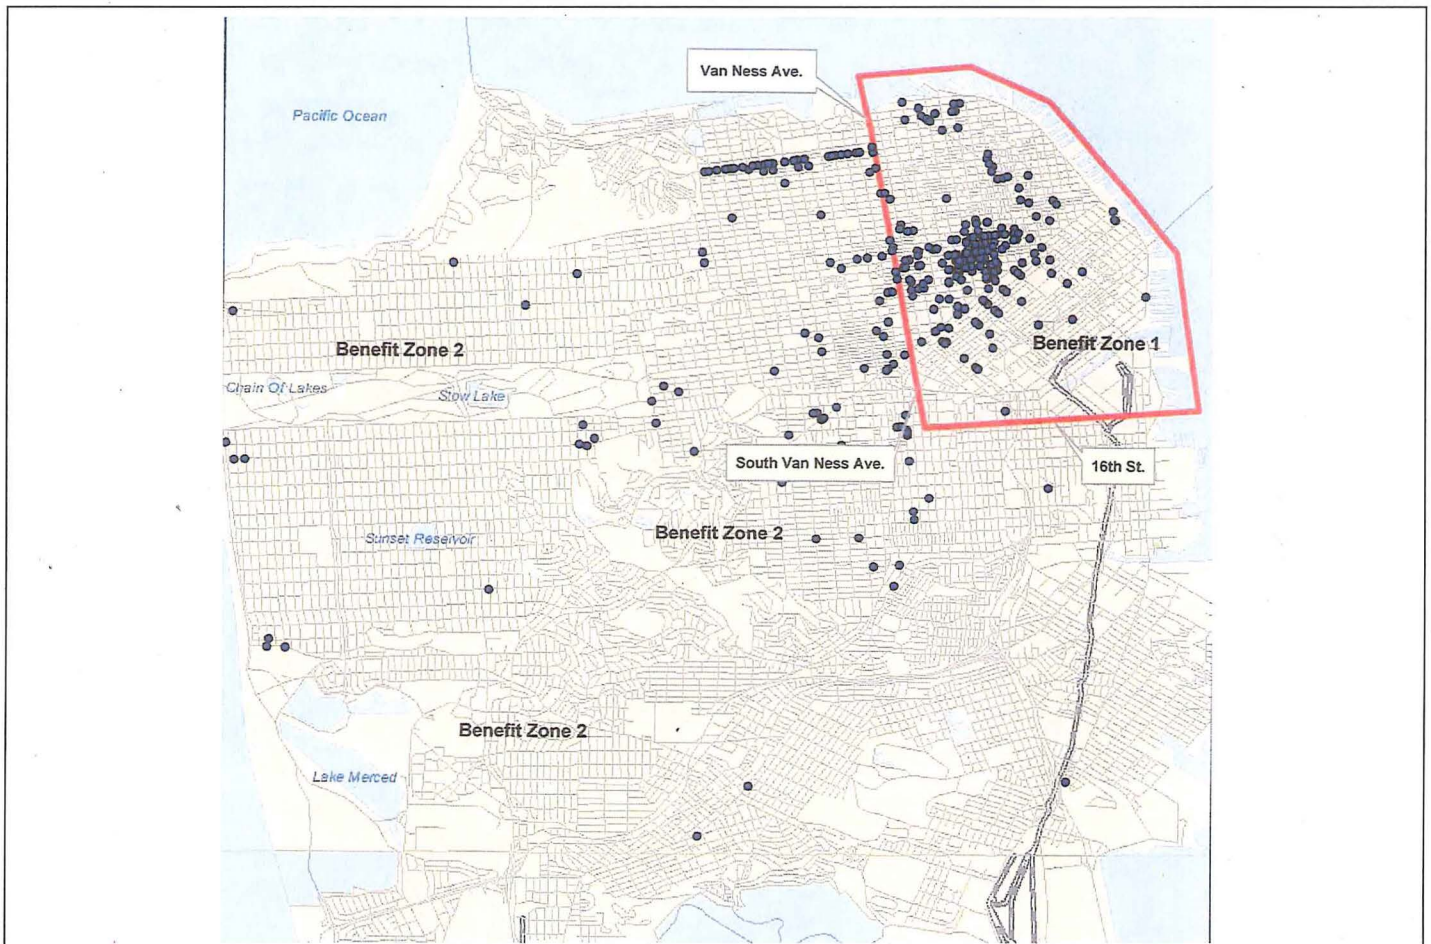 Van Ness Ave.
Pacific Ocean
Benefit Zone 1
Benefit Zone 2
Chain Of Lakes
Stow Lake
South Van Ness Ave.
16th St.
Benefit Zone 2
Sunset Reservoir
Benefit Zone 2
Lake Merced